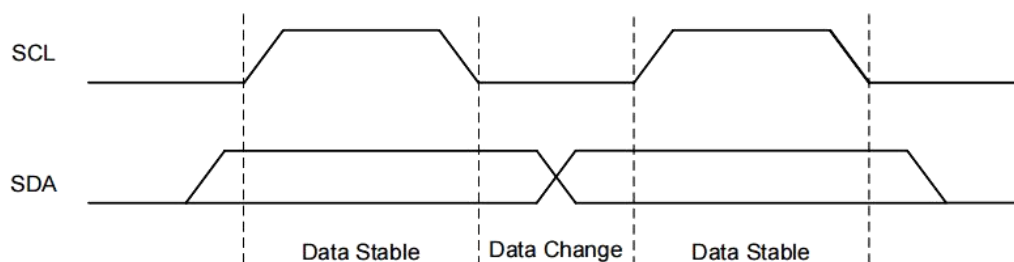 SCL
SDA
Data Stable
Data Change
Data Stable